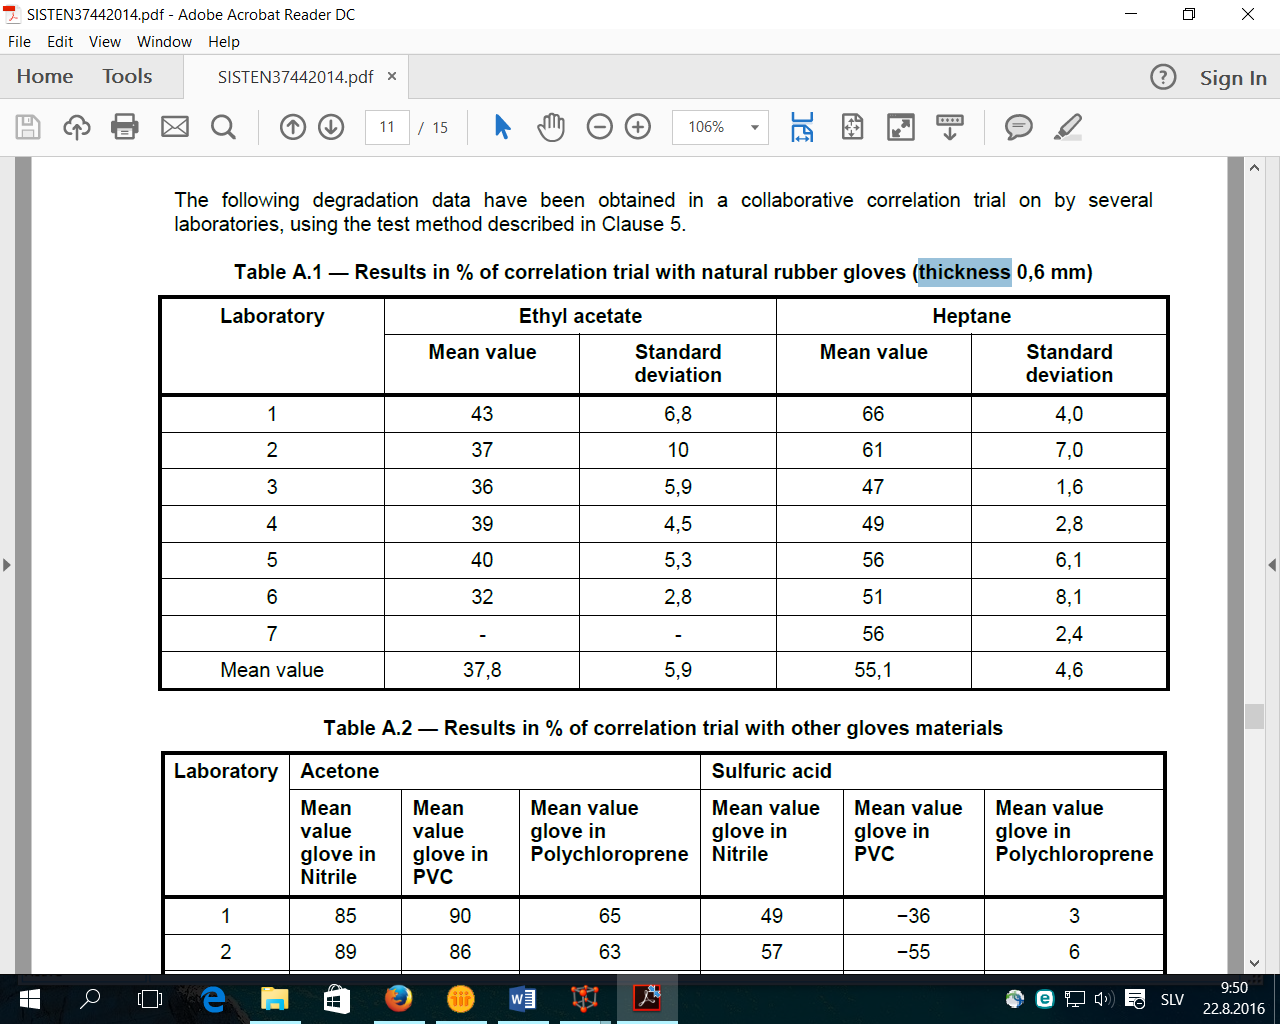 SISTEN37442014.pdf - Adobe Acrobat Reader DC
File Edit View Window Help
Home Tools SISTEN37442014.pdf × ? Sign In
11 / 15 106%
The following degradation data have been obtained in a collaborative correlation trial on by several
laboratories, using the test method described in Clause 5.
Table A.1 — Results in % of correlation trial with natural rubber gloves (thickness 0,6 mm)
Laboratory Ethyl acetate Heptane
Mean value Standard deviation Mean value Standard deviation
1 43 6,8 66 4,0
2 37 10 61 7,0
3 36 5,9 47 1,6
4 39 4,5 49 2,8
5 40 5,3 56 6,1
6 32 2,8 51 8,1
7 - - 56 2,4
Mean value 37,8 5,9 55,1 4,6
Table A.2 — Results in % of correlation trial with other gloves materials
Laboratory Acetone Sulfuric acid
Mean value glove in Nitrile Mean value glove in PVC Mean value glove in Polychloroprene Mean value glove in Nitrile Mean value glove in PVC Mean value glove in Polychloroprene
1 85 90 65 49 −36 3
2 89 86 63 57 −55 6
SLV 9:50
22.8.2016